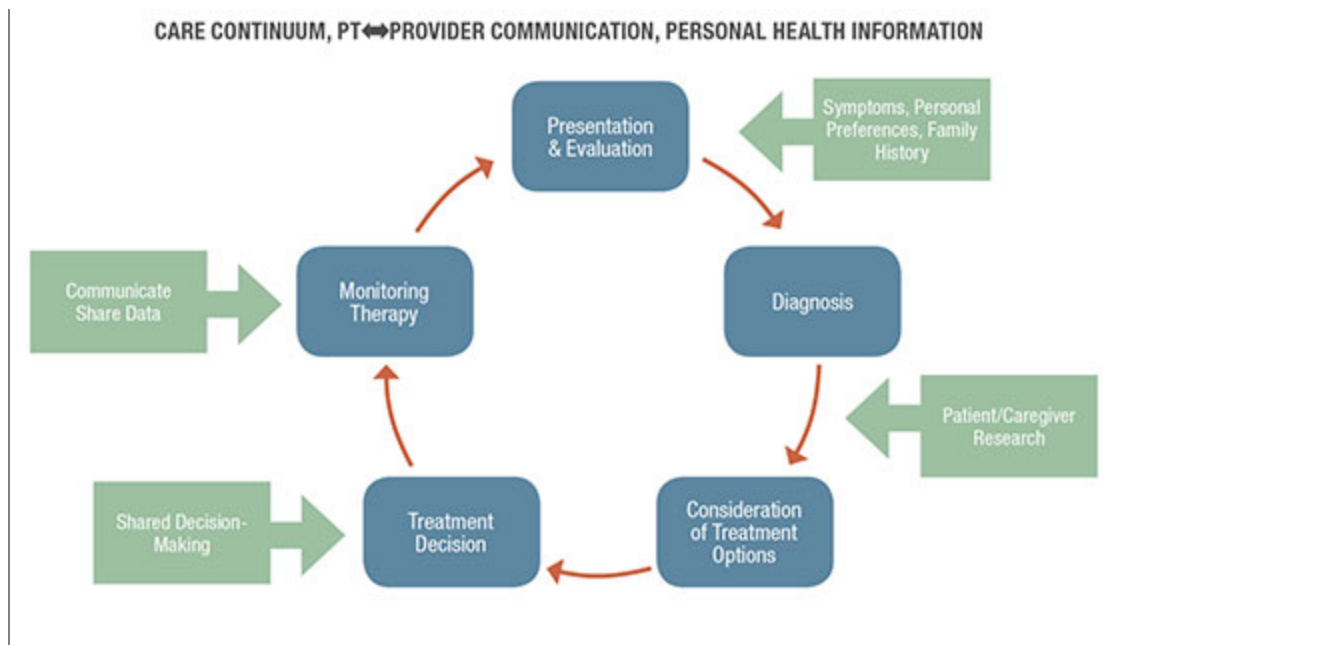 CARE CONTINUUM, PT⬌PROVIDER COMMUNICATION, PERSONAL HEALTH INFORMATION
Presentation
& Evaluation
Symptoms, Personal
Preferences, Family
History
Diagnosis
Patient/Caregiver
Research
Consideration
of Treatment
Options
Treatment
Decision
Shared Decision-
Making
Monitoring
Therapy
Communicate
Share Data